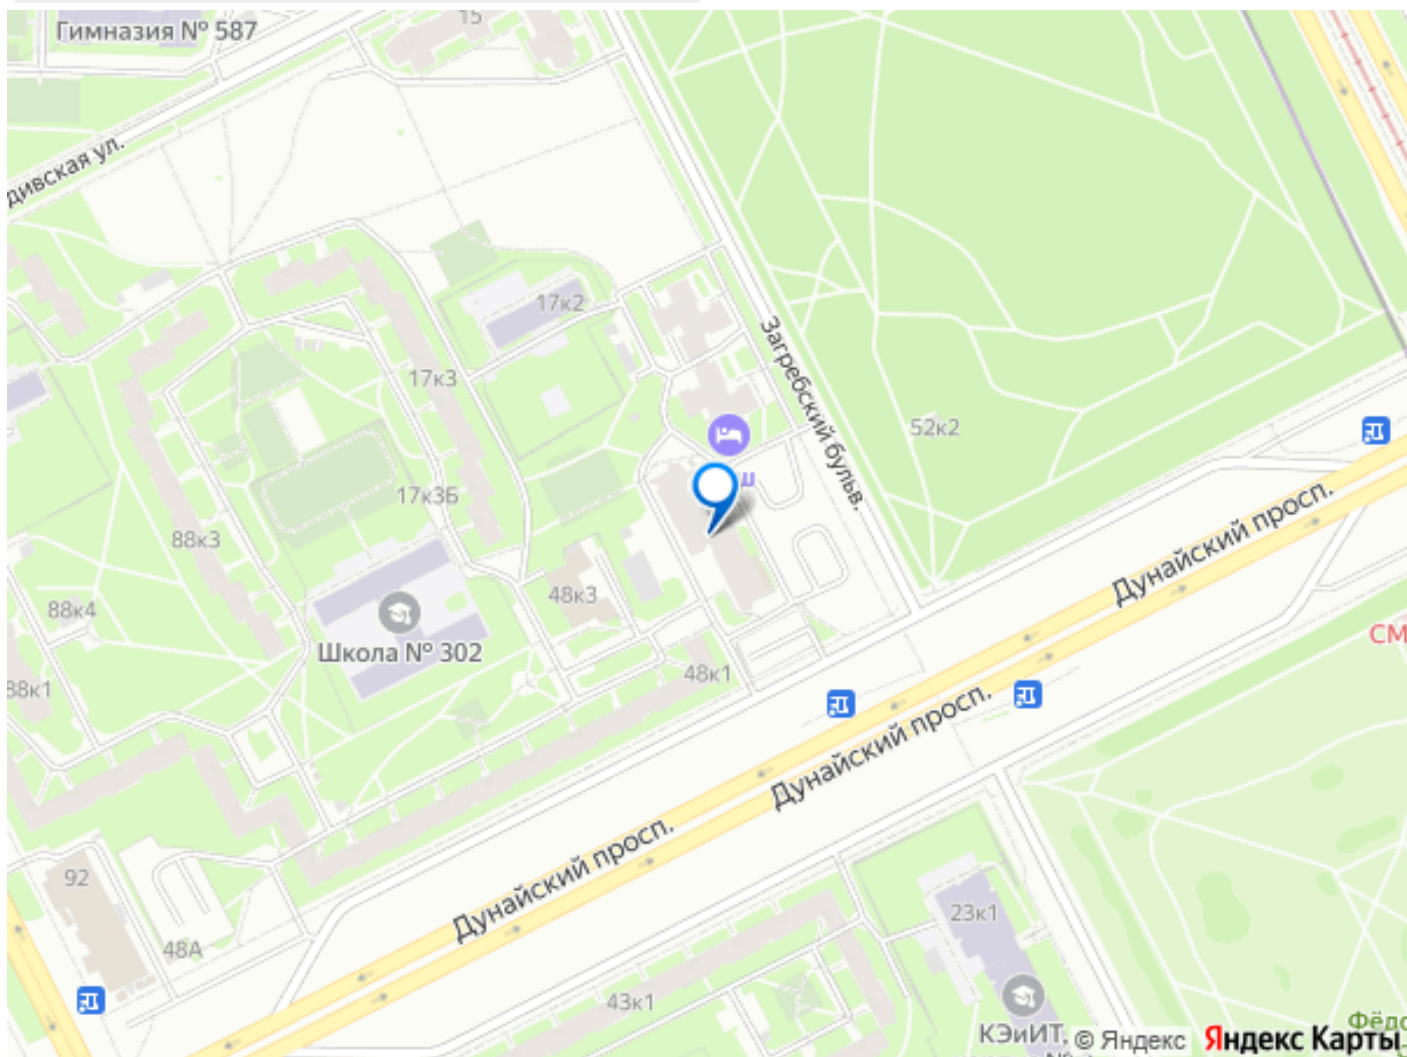 Гимназия № 587
15
дивская ул.
17к2
Загребский бульв.
17к3
52к2
17к3Б
ш
88к3
Дунайский просп.
48к3
88к4
СМ
Школа № 302
48к1
88к1
Дунайский просп.
Дунайский просп.
92
23к1
48А
43к1
КЭиИТ,
© Яндекс
Яндекс Карты